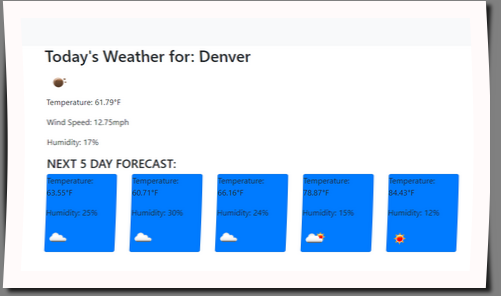 Today's Weather for: Denver
Temperature: 61.79°F
Wind Speed: 12.75mph
Humidity: 17%
NEXT 5 DAY FORECAST:
Temperature:
63.55°F
Humidity: 25%
Temperature:
60.71°F
Humidity: 30%
Temperature:
66.16°F
Humidity: 24%
Temperature:
78.87°F
Humidity: 15%
Temperature:
84.43°F
Humidity: 12%